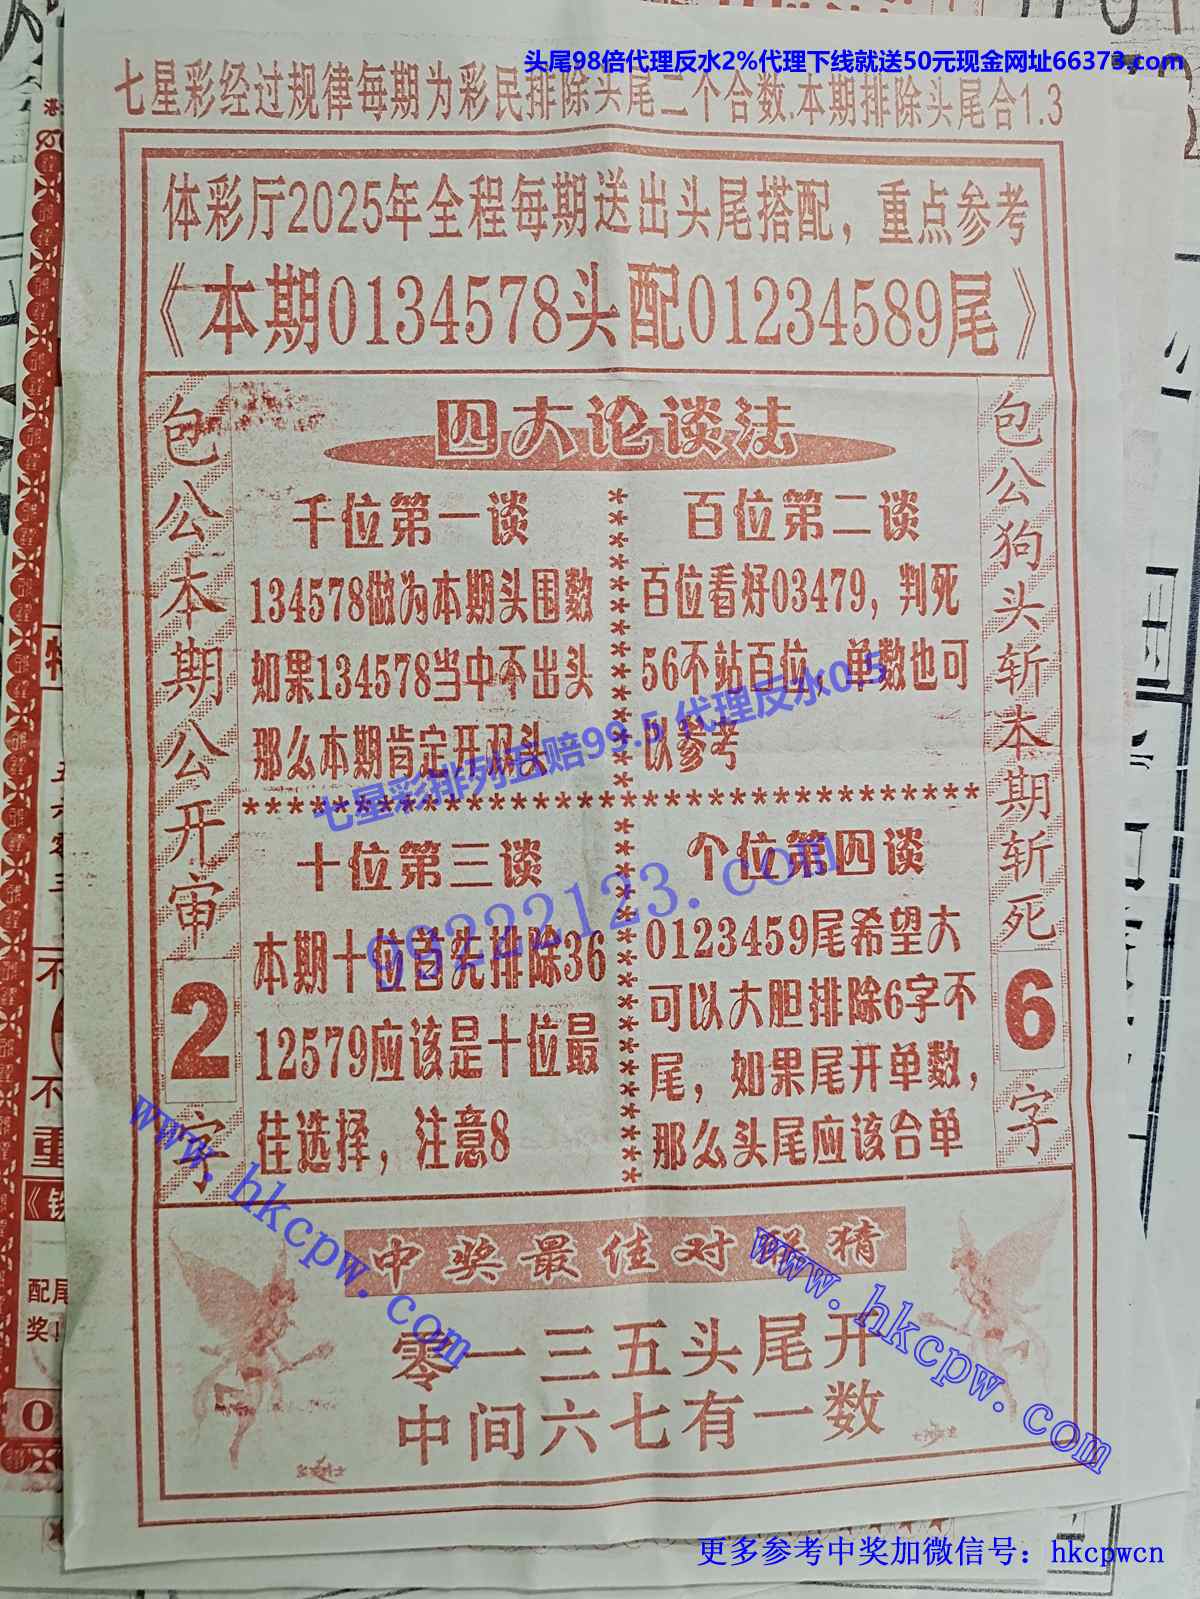 头尾98倍代理反水2%代理下线就送50元现金网址66373.com
七星彩经过规律每期为彩民排除头尾二个合数.本期排除头尾合1.3
体彩厅2025年全程每期送出头尾搭配，重点参考
《本期0134578头配01234589尾》
包公本期公开审2字
四大论谈法
千位第一谈
134578做为本期头围数
如果134578当中不出头
那么本期肯定开双头
百位第二谈
百位看好03479，判死
56不站百位，单数也可
以参考
七星彩排列五赔99.5 代理反水0.5
********************************
十位第三谈
本期十位首先排除36
12579应该是十位最
佳选择，注意8
个位第四谈
0123459尾希望大
可以大胆排除6字不
尾，如果尾开单数，
那么头尾应该合单
99222123.com
包公狗头斩本期斩死6字
中奖最佳对联猜
零一三五头尾开
中间六七有一数
www.hkcpw.com
www.hkcpw.com
更多参考中奖加微信号：hkcpwcn
港
五
六
三
不
不
重
《铁
配尾
奖!
0